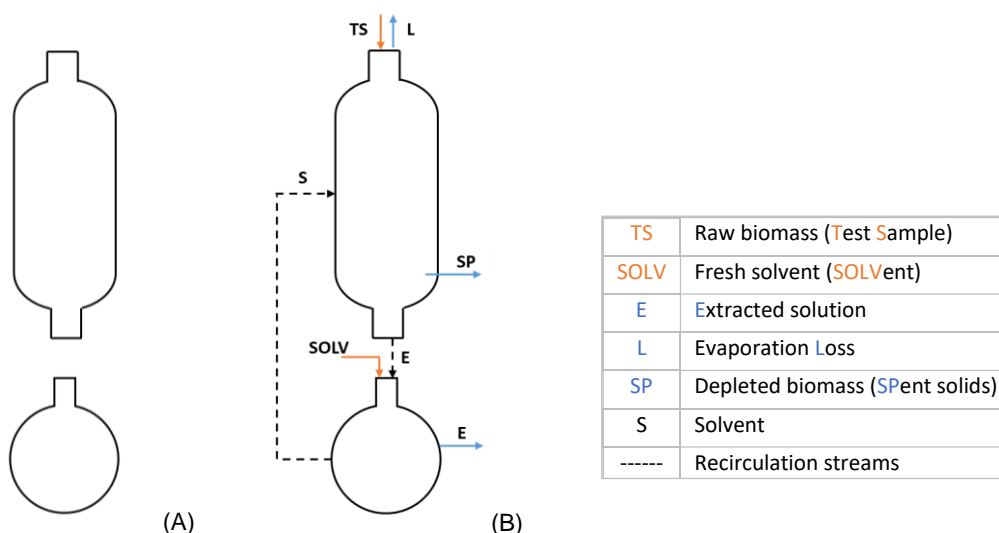 TS
L
S
SP
SOLV
E
E
(A)
(B)
TS Raw biomass (Test Sample)
SOLV Fresh solvent (SOLVent)
E Extracted solution
L Evaporation Loss
SP Depleted biomass (SPent solids)
S Solvent
------ Recirculation streams